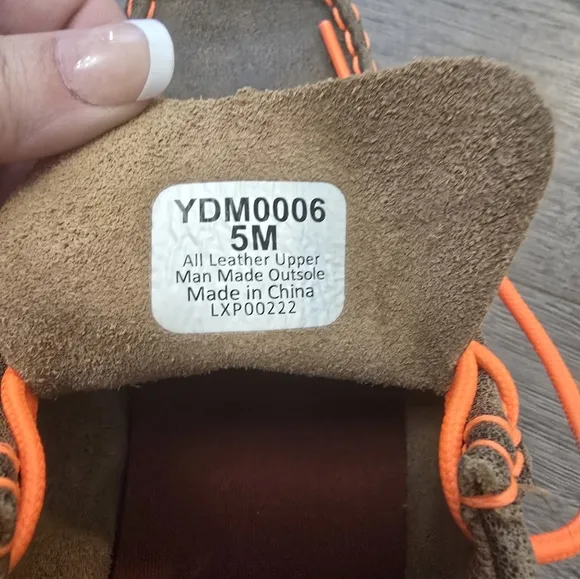 YDM0006
5M
All Leather Upper
Man Made Outsole
Made in China
LXP00222